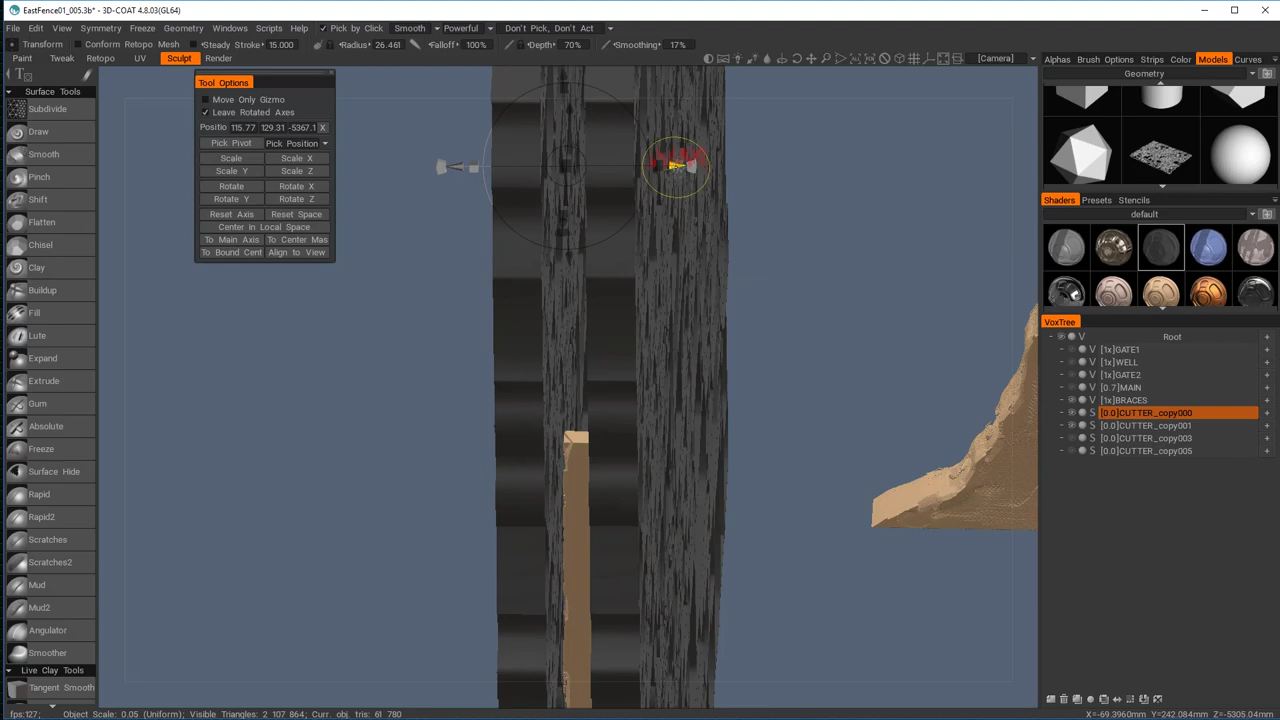 EastFence01_005.3b* - 3D-COAT 4.8.03(GL64)
File Edit View Symmetry Freeze Geometry Windows Scripts Help Pick by Click Smooth Powerful Don't Pick, Don't Act
Transform Conform Retopo Mesh Steady Stroke 15.000 Radius 26.461 Falloff 100% Depth 70% Smoothing 17% [Camera]
Paint Tweak Retopo UV Sculpt Render
Alphas Brush Options Strips Color Models Curves
Surface Tools
Subdivide
Draw
Smooth
Pinch
Shift
Flatten
Chisel
Clay
Buildup
Fill
Lute
Expand
Extrude
Gum
Absolute
Freeze
Surface Hide
Rapid
Rapid2
Scratches
Scratches2
Mud
Mud2
Angulator
Smoother
Live Clay Tools
Tangent Smooth
Tool Options
Move Only Gizmo
Leave Rotated Axes
Positio 115.77 129.31 -5367.1 X
Pick Pivot Pick Position
Scale Scale X
Scale Y Scale Z
Rotate Rotate X
Rotate Y Rotate Z
Reset Axis Reset Space
Center in Local Space
To Main Axis To Center Mas
To Bound Cent Align to View
Geometry
Shaders Presets Stencils
default
VoxTree
V Root
V [1x]GATE1
V [1x]WELL
V [1x]GATE2
V [0.7]MAIN
V [1x]BRACES
S [0.0]CUTTER_copy000
S [0.0]CUTTER_copy001
S [0.0]CUTTER_copy003
S [0.0]CUTTER_copy005
fps:127; Object Scale: 0.05 (Uniform); Visible Triangles: 2 107 864; Curr. obj. tris: 61 780
X=-69.3960m Y=242.084mm Z=-5305.04mm